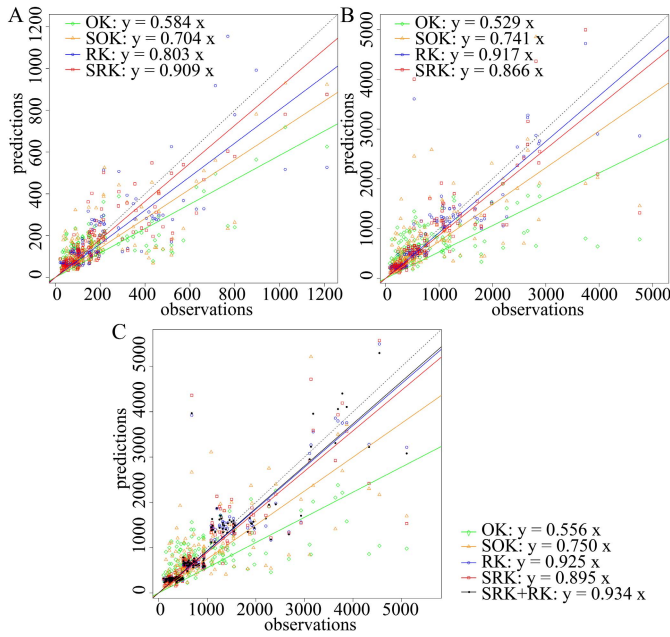 A
OK: y = 0.584 x
SOK: y = 0.704 x
RK: y = 0.803 x
SRK: y = 0.909 x
predictions
0 200 400 600 800 1000 1200
0 200 400 600 800 1000 1200
observations
B
OK: y = 0.529 x
SOK: y = 0.741 x
RK: y = 0.917 x
SRK: y = 0.866 x
predictions
0 1000 2000 3000 4000 5000
0 1000 2000 3000 4000 5000
observations
C
predictions
0 1000 2000 3000 4000 5000
0 1000 2000 3000 4000 5000
observations
OK: y = 0.556 x
SOK: y = 0.750 x
RK: y = 0.925 x
SRK: y = 0.895 x
SRK+RK: y = 0.934 x